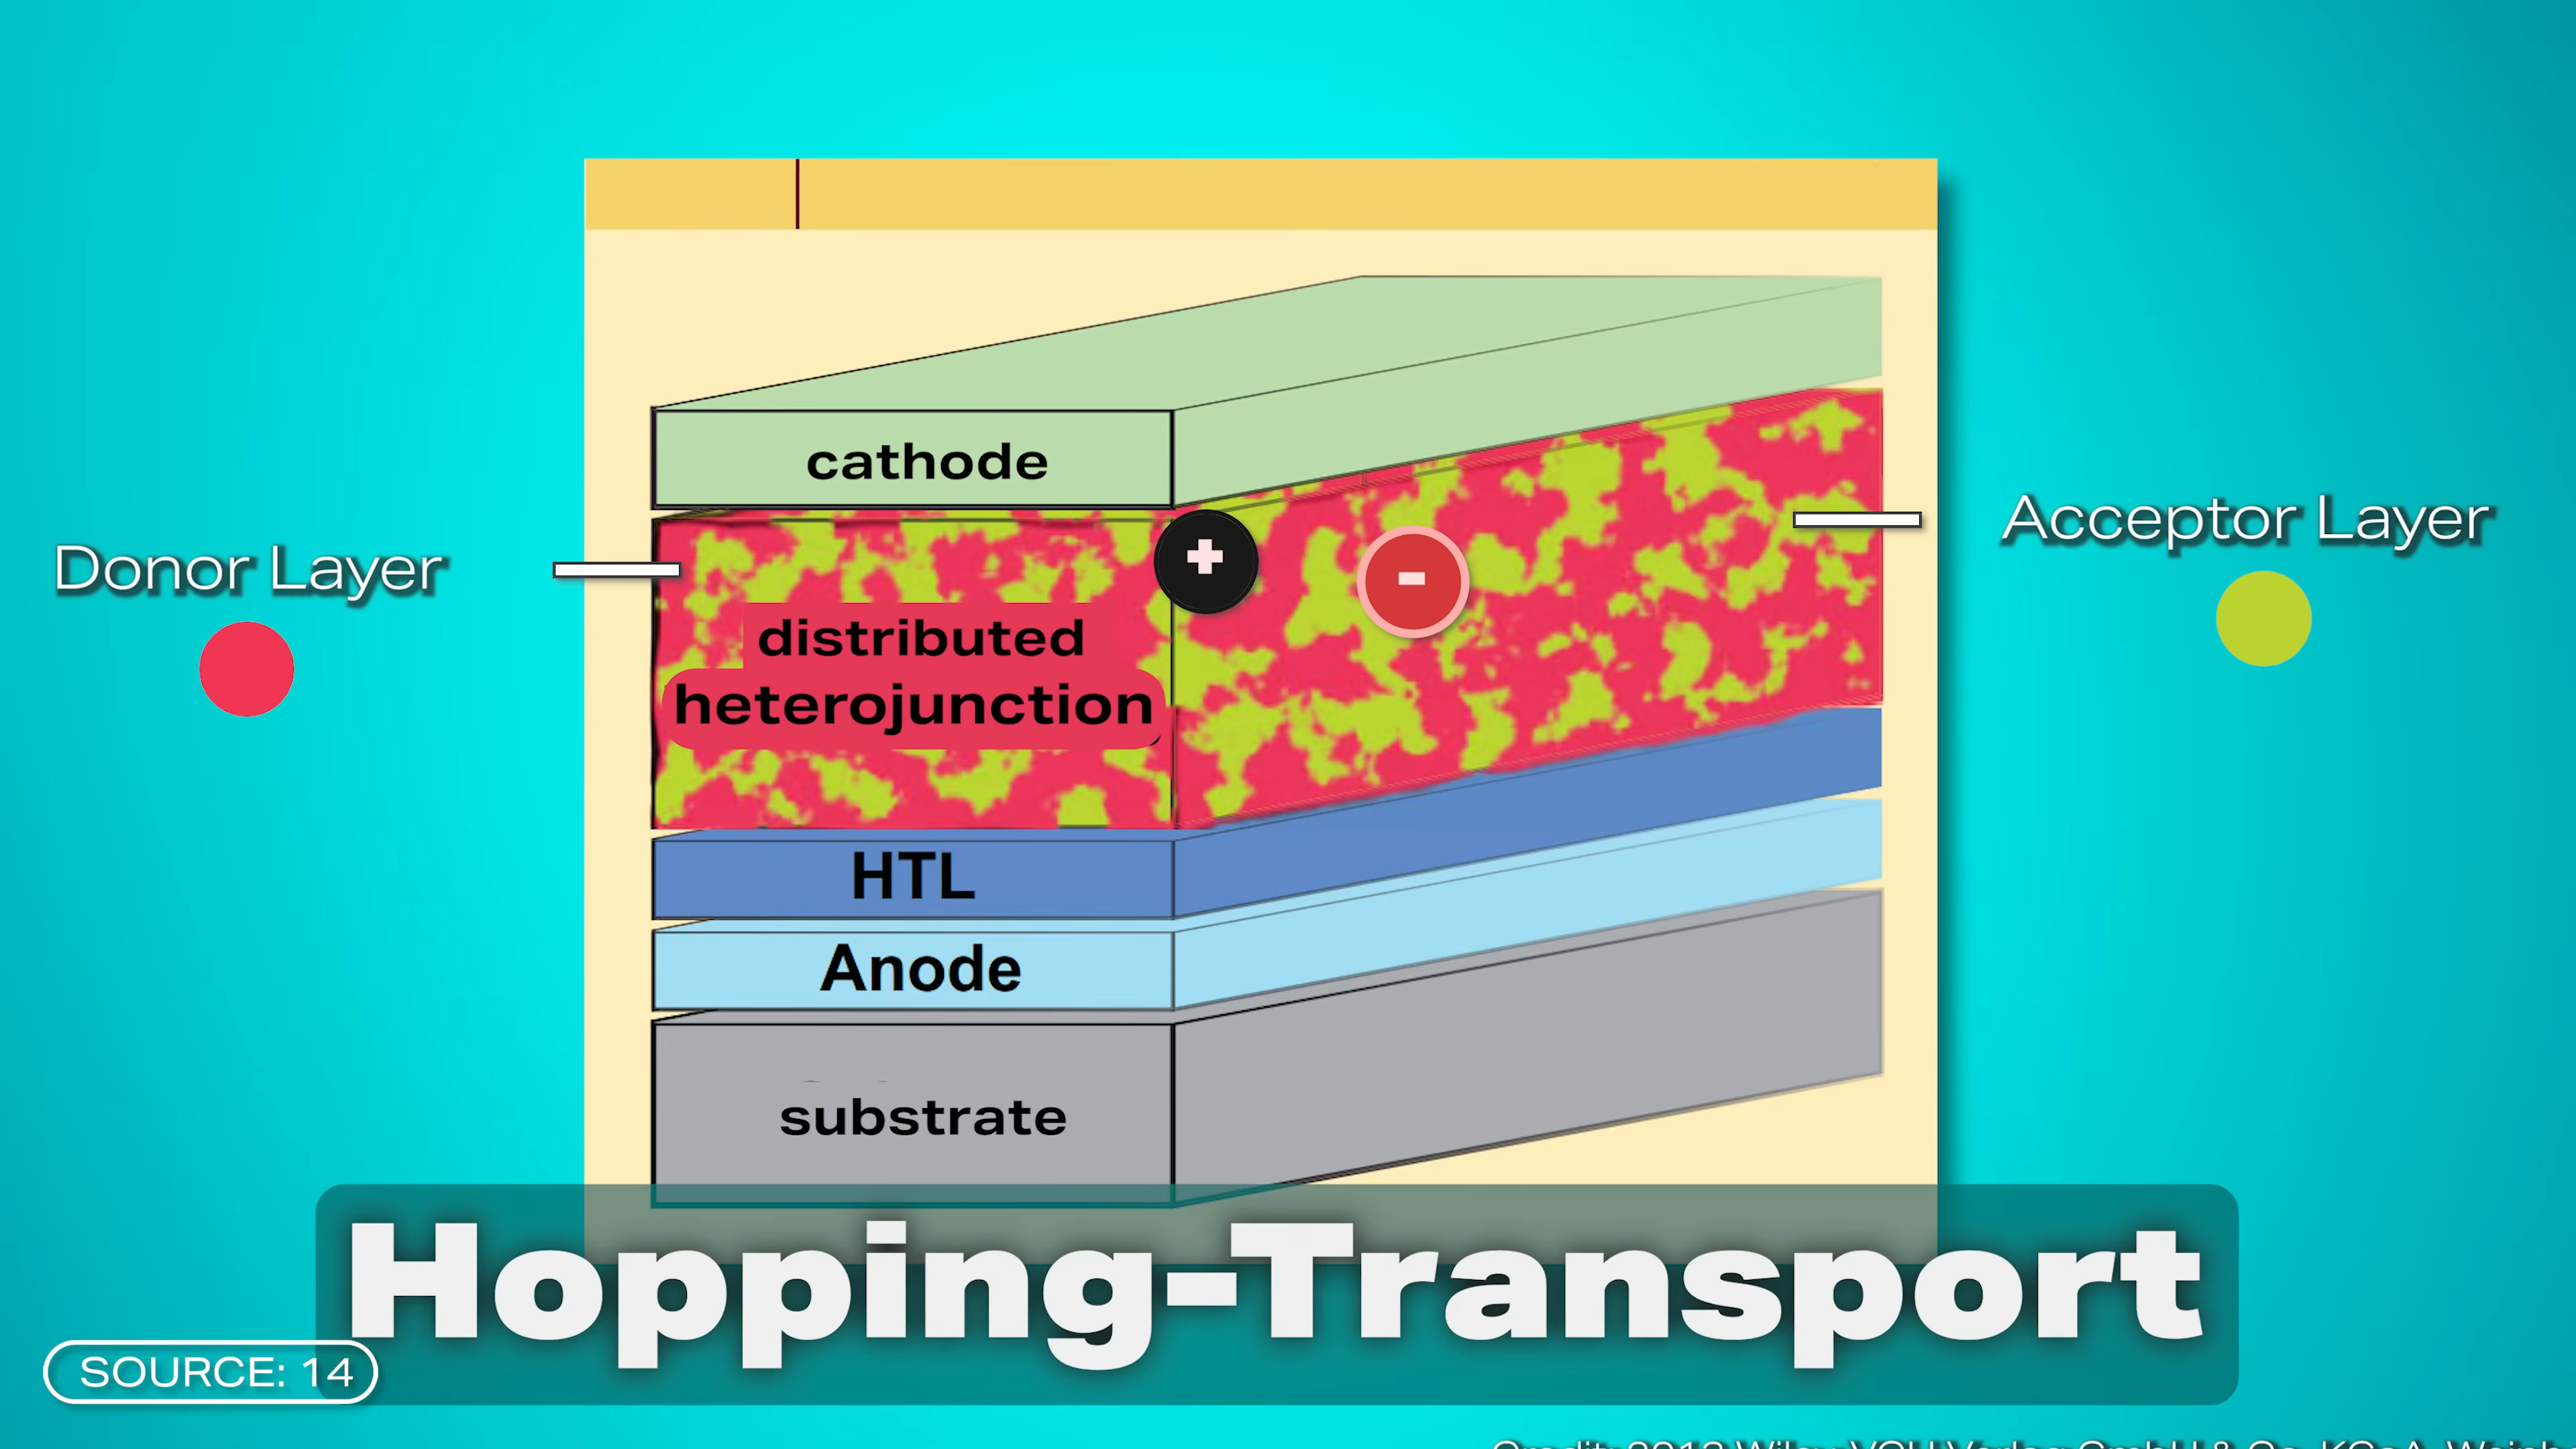 cathode
Donor Layer
Acceptor Layer
+
-
distributed
heterojunction
HTL
Anode
substrate
Hopping-Transport
SOURCE: 14